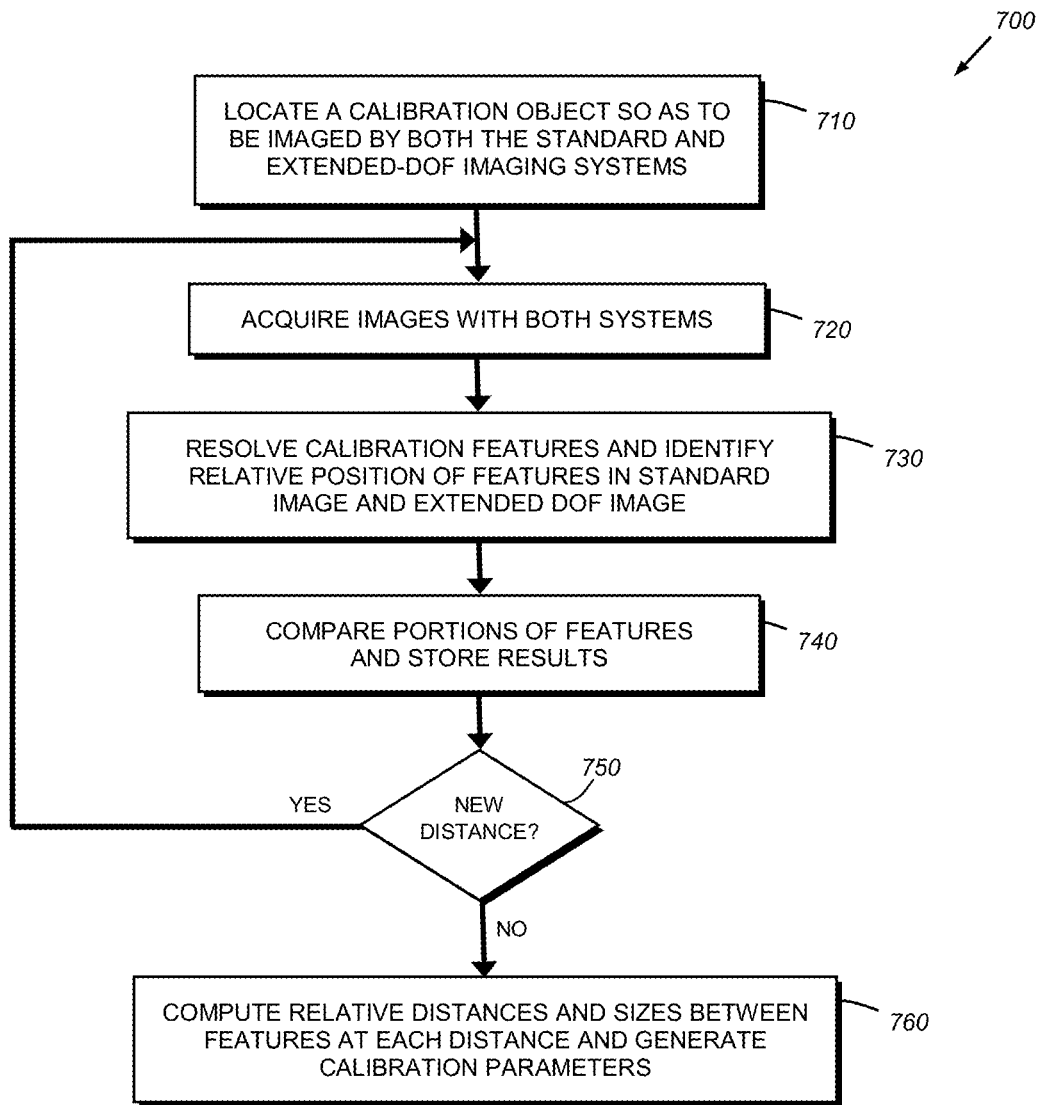 700
LOCATE A CALIBRATION OBJECT SO AS TO
BE IMAGED BY BOTH THE STANDARD AND
EXTENDED-DOF IMAGING SYSTEMS
710
ACQUIRE IMAGES WITH BOTH SYSTEMS
720
RESOLVE CALIBRATION FEATURES AND IDENTIFY
RELATIVE POSITION OF FEATURES IN STANDARD
IMAGE AND EXTENDED DOF IMAGE
730
COMPARE PORTIONS OF FEATURES
AND STORE RESULTS
740
750
YES
NEW
DISTANCE?
NO
COMPUTE RELATIVE DISTANCES AND SIZES BETWEEN
FEATURES AT EACH DISTANCE AND GENERATE
CALIBRATION PARAMETERS
760